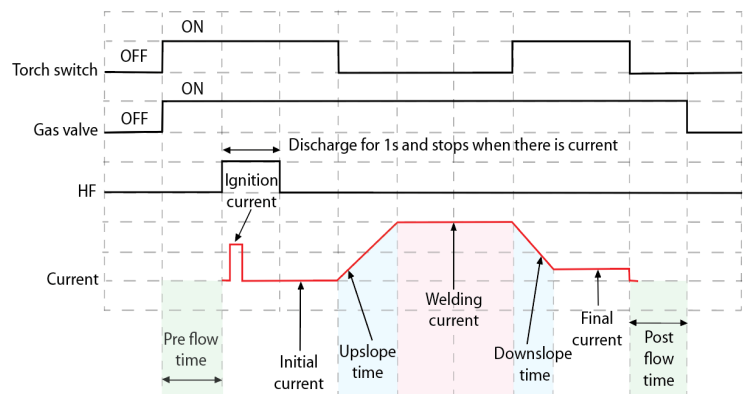 ON
OFF
Torch switch
ON
OFF
Gas valve
Discharge for 1s and stops when there is current
HF
Ignition
current
Current
Welding
current
Pre flow
time
Initial
current
Upslope
time
Downslope
time
Final
current
Post
flow
time